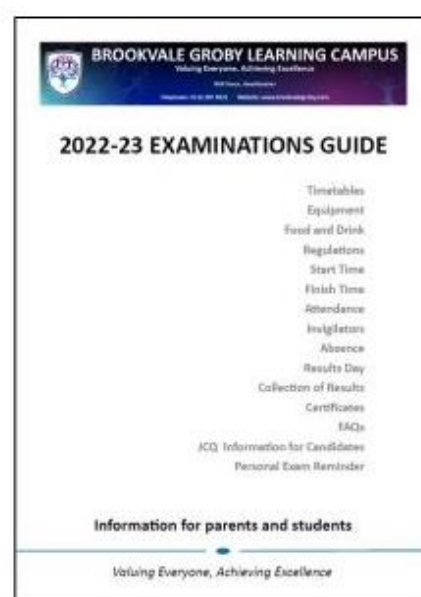 BROOKVALE GROBY LEARNING CAMPUS
Valuing Everyone, Achieving Excellence
2022-23 EXAMINATIONS GUIDE
Timetables
Equipment
Food and Drink
Regulations
Start Time
Finish Time
Attendance
Invigilators
Absence
Results Day
Collection of Results
Certificates
FAQs
JCQ Information for Candidates
Personal Exam Reminder
Information for parents and students
Valuing Everyone, Achieving Excellence